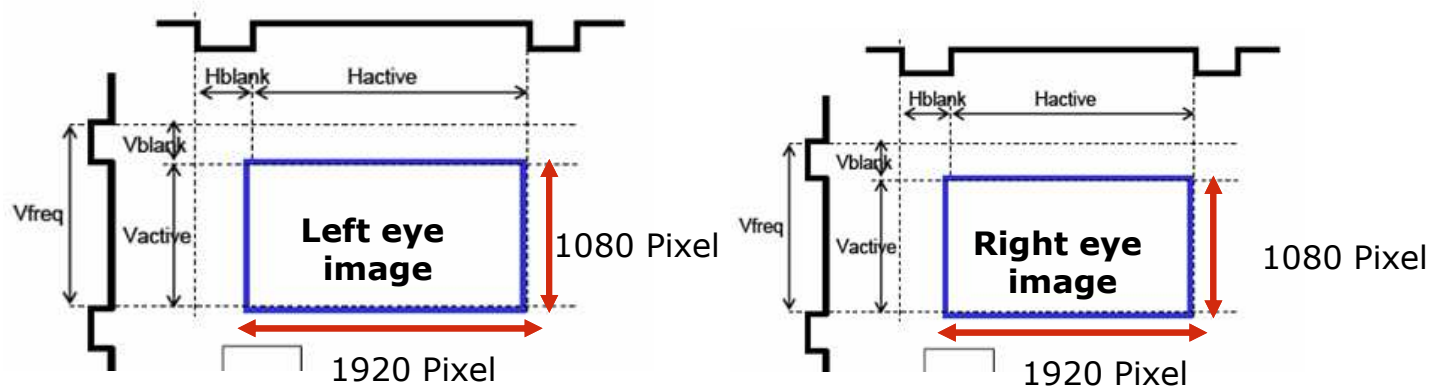 Hblank
Hactive
Vblank
Vfreq
Vactive
Left eye
image
1080 Pixel
1920 Pixel
Hblank
Hactive
Vblank
Vfreq
Vactive
Right eye
image
1080 Pixel
1920 Pixel